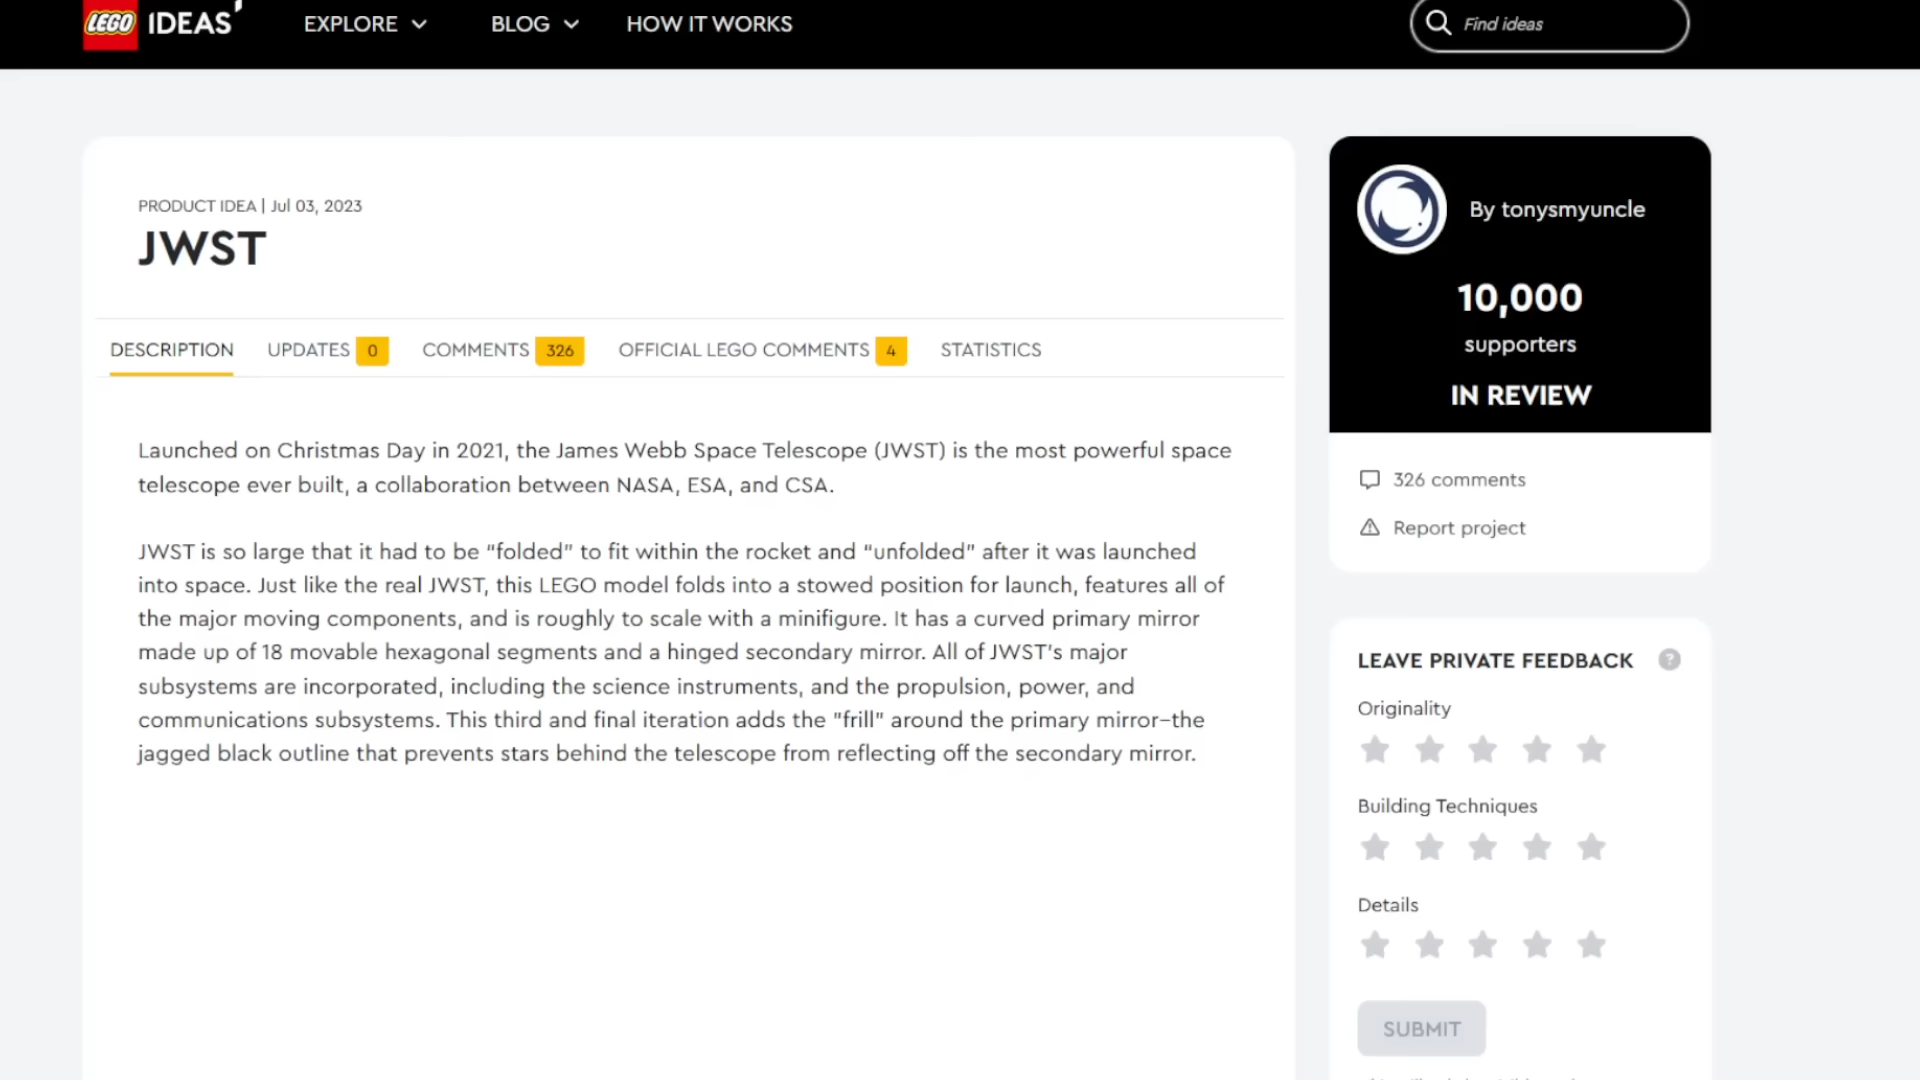 LEGO IDEAS
EXPLORE
BLOG
HOW IT WORKS
Find ideas
PRODUCT IDEA | Jul 03, 2023
JWST
DESCRIPTION
UPDATES 0
COMMENTS 326
OFFICIAL LEGO COMMENTS 4
STATISTICS
Launched on Christmas Day in 2021, the James Webb Space Telescope (JWST) is the most powerful space
telescope ever built, a collaboration between NASA, ESA, and CSA.
JWST is so large that it had to be “folded” to fit within the rocket and “unfolded” after it was launched
into space. Just like the real JWST, this LEGO model folds into a stowed position for launch, features all of
the major moving components, and is roughly to scale with a minifigure. It has a curved primary mirror
made up of 18 movable hexagonal segments and a hinged secondary mirror. All of JWST's major
subsystems are incorporated, including the science instruments, and the propulsion, power, and
communications subsystems. This third and final iteration adds the "frill" around the primary mirror–the
jagged black outline that prevents stars behind the telescope from reflecting off the secondary mirror.
By tonysmyuncle
10,000
supporters
IN REVIEW
326 comments
Report project
LEAVE PRIVATE FEEDBACK ?
Originality
Building Techniques
Details
SUBMIT